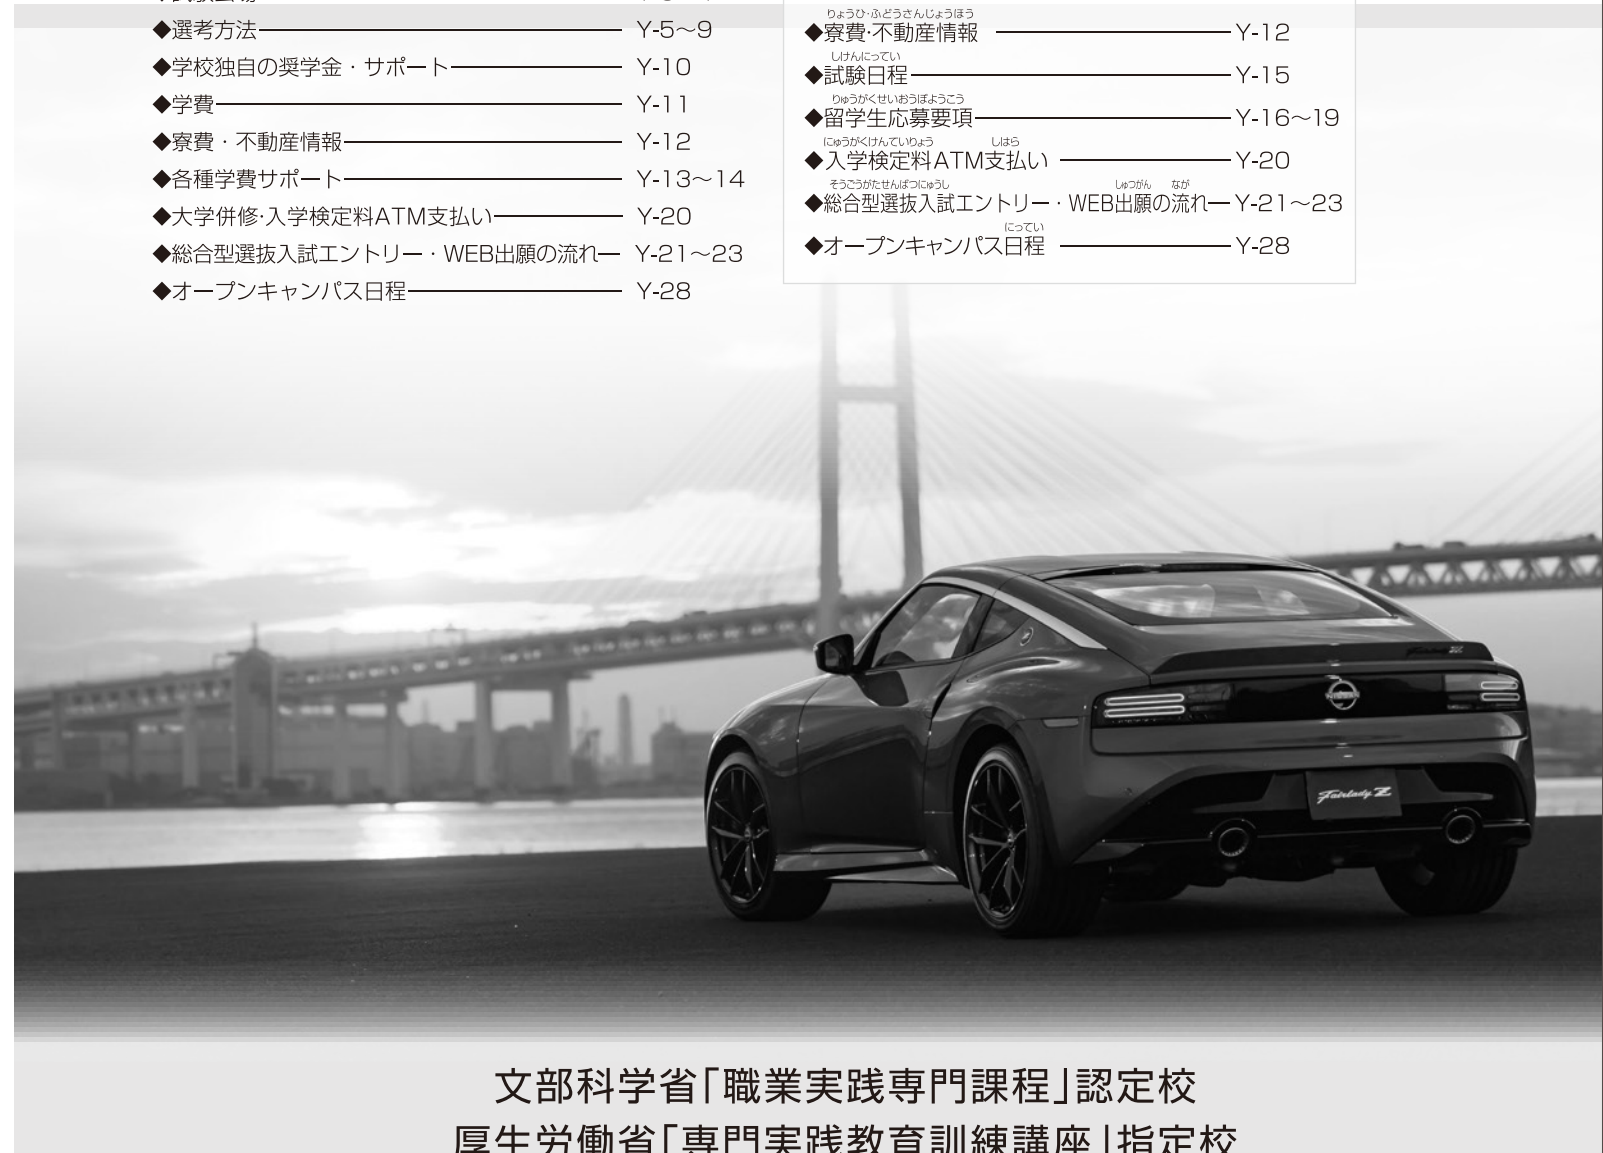 ◆選考方法 Y-5〜9
◆学校独自の奨学金・サポート Y-10
◆学費 Y-11
◆寮費・不動産情報 Y-12
◆各種学費サポート Y-13〜14
◆大学併修・入学検定料ATM支払い Y-20
◆総合型選抜入試エントリー・WEB出願の流れ Y-21〜23
◆オープンキャンパス日程 Y-28
りょうひ・ふどうさんじょうほう
◆寮費・不動産情報 Y-12
しけんにってい
◆試験日程 Y-15
りゅうがくせいおうぼようこう
◆留学生応募要項 Y-16〜19
にゅうがくけんていりょう しはら
◆入学検定料ATM支払い Y-20
そうごうがたせんばつにゅうし しゅつがん なが
◆総合型選抜入試エントリー・WEB出願の流れ Y-21〜23
にってい
◆オープンキャンパス日程 Y-28
NISSAN
Fairlady Z
文部科学省「職業実践専門課程」認定校
厚生労働省「専門実践教育訓練講座」指定校